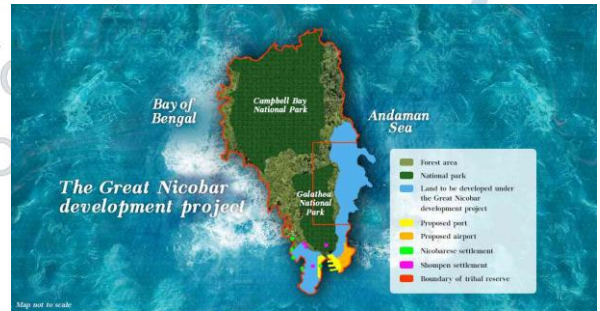 Campbell Bay
National Park
Bay of
Bengal
Andaman
Sea
The Great Nicobar
development project
Galathea
National
Park
Forest area
National park
Land to be developed under
the Great Nicobar
development project
Proposed port
Proposed airport
Nicobarese settlement
Shompen settlement
Boundary of tribal reserve
Map not to scale